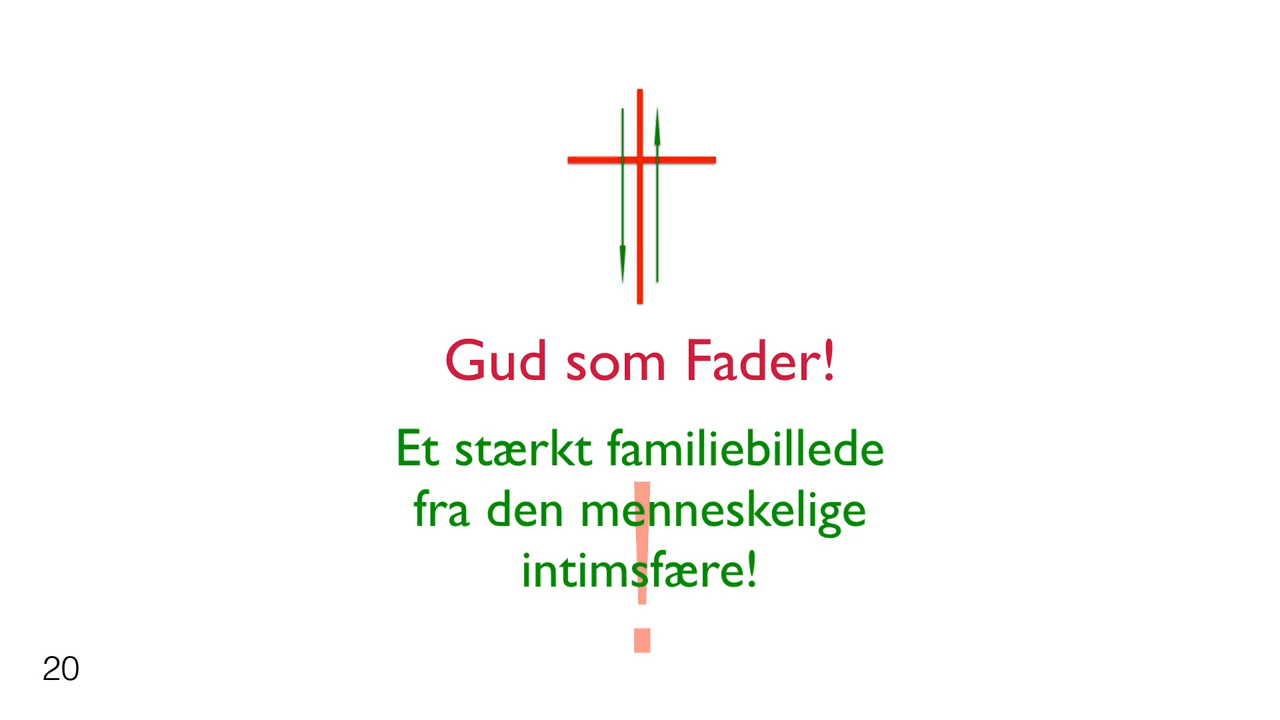 Gud som Fader!
Et stærkt familiebillede
fra den menneskelige
intimsfære!
!
20